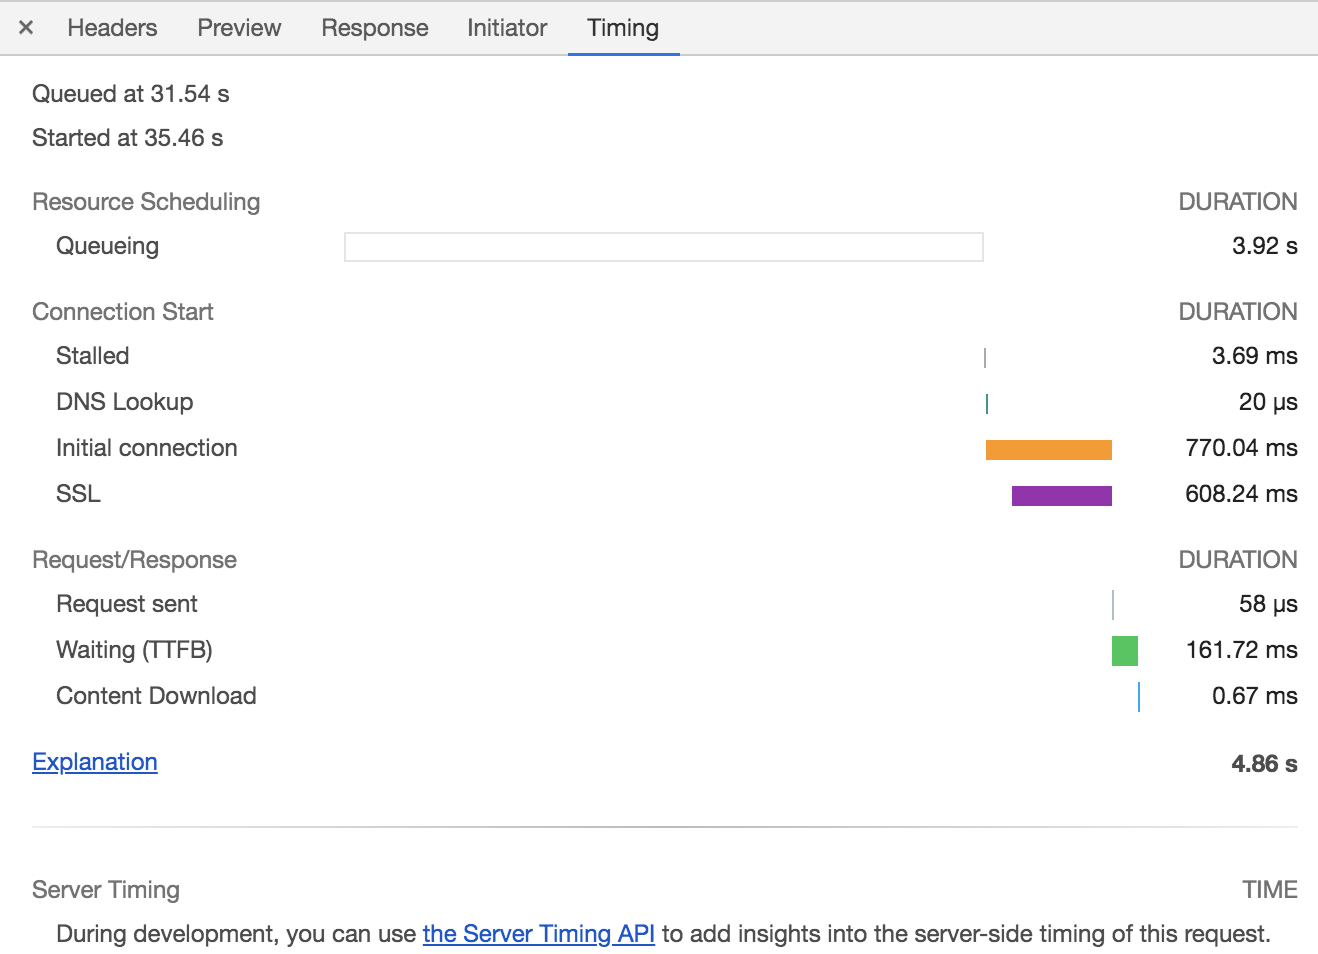 × Headers Preview Response Initiator Timing
Queued at 31.54 s
Started at 35.46 s
Resource Scheduling DURATION
Queueing 3.92 s
Connection Start DURATION
Stalled 3.69 ms
DNS Lookup 20 μs
Initial connection 770.04 ms
SSL 608.24 ms
Request/Response DURATION
Request sent 58 μs
Waiting (TTFB) 161.72 ms
Content Download 0.67 ms
Explanation 4.86 s
Server Timing TIME
During development, you can use the Server Timing API to add insights into the server-side timing of this request.